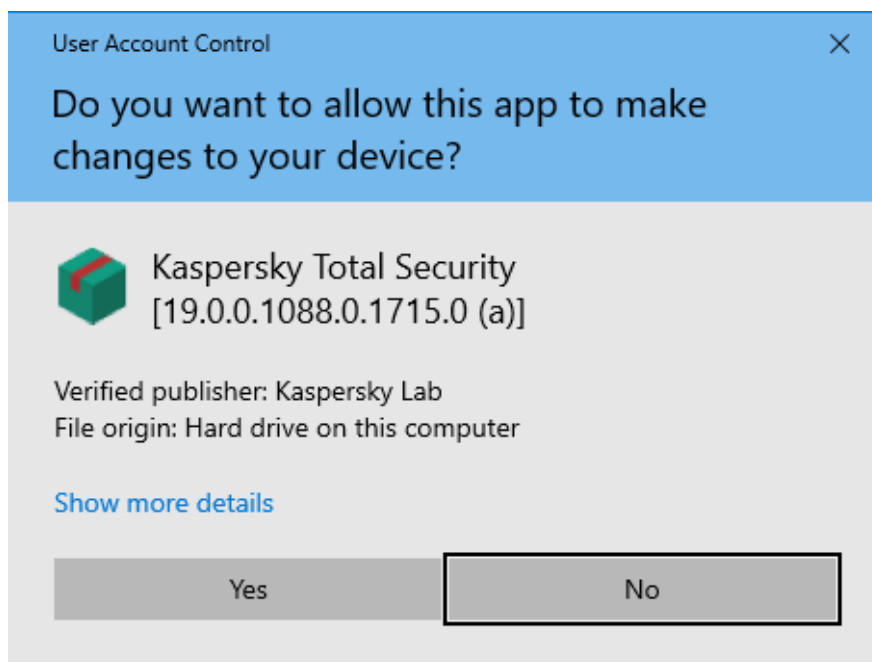 User Account Control
Do you want to allow this app to make
changes to your device?
Kaspersky Total Security
[19.0.0.1088.0.1715.0 (a)]
Verified publisher: Kaspersky Lab
File origin: Hard drive on this computer
Show more details
Yes
No